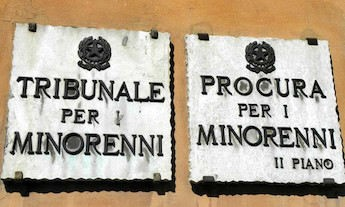 TRIBUNALE
PER I
MINORENNI
PROCURA
PER I
MINORENNI
II PIANO